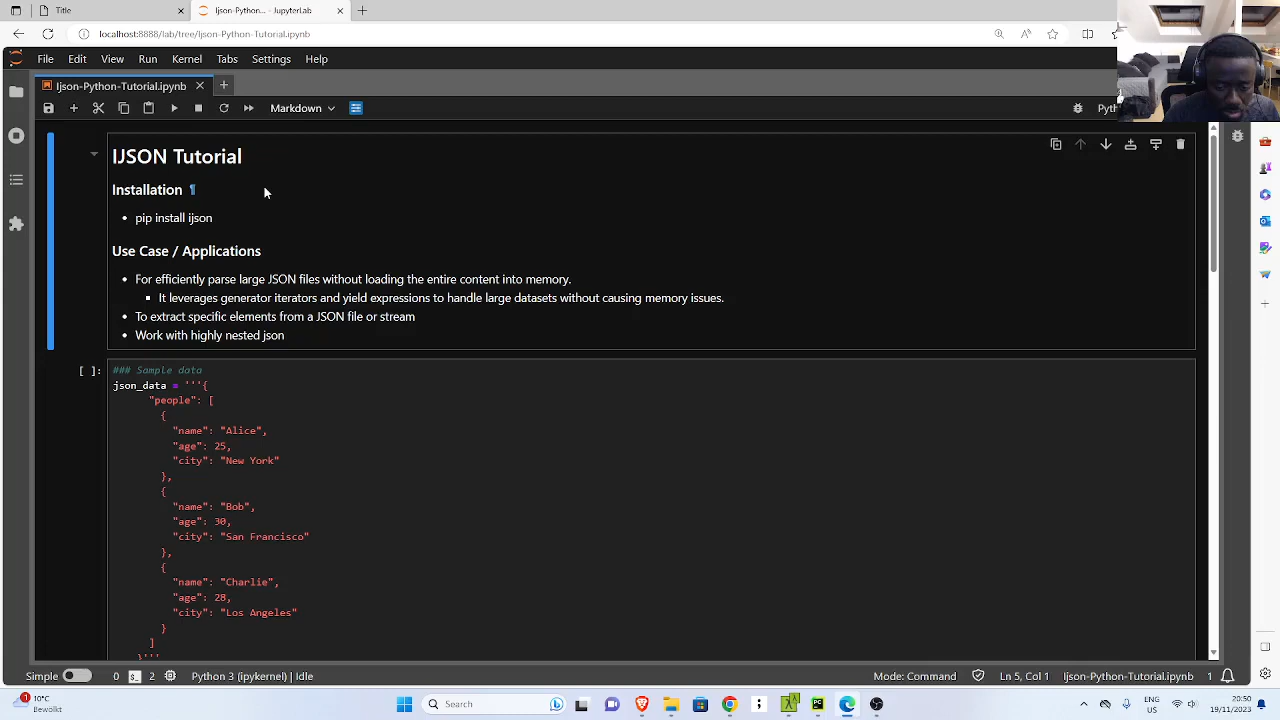 Title
Ijson-Python... - JupyterLab
localhost:8888/lab/tree/Ijson-Python-Tutorial.ipynb
File Edit View Run Kernel Tabs Settings Help
Ijson-Python-Tutorial.ipynb
Markdown
Pyth
IJSON Tutorial
Installation ¶
pip install ijson
Use Case / Applications
For efficiently parse large JSON files without loading the entire content into memory.
It leverages generator iterators and yield expressions to handle large datasets without causing memory issues.
To extract specific elements from a JSON file or stream
Work with highly nested json
[ ]:
### Sample data
json_data = '''{
"people": [
{
"name": "Alice",
"age": 25,
"city": "New York"
},
{
"name": "Bob",
"age": 30,
"city": "San Francisco"
},
{
"name": "Charlie",
"age": 28,
"city": "Los Angeles"
}
]
}'''
Simple 0 2 Python 3 (ipykernel) | Idle Mode: Command Ln 5, Col 1 Ijson-Python-Tutorial.ipynb 1
1
10°C
Bewolkt
Search
ENG
US
20:50
19/11/2023